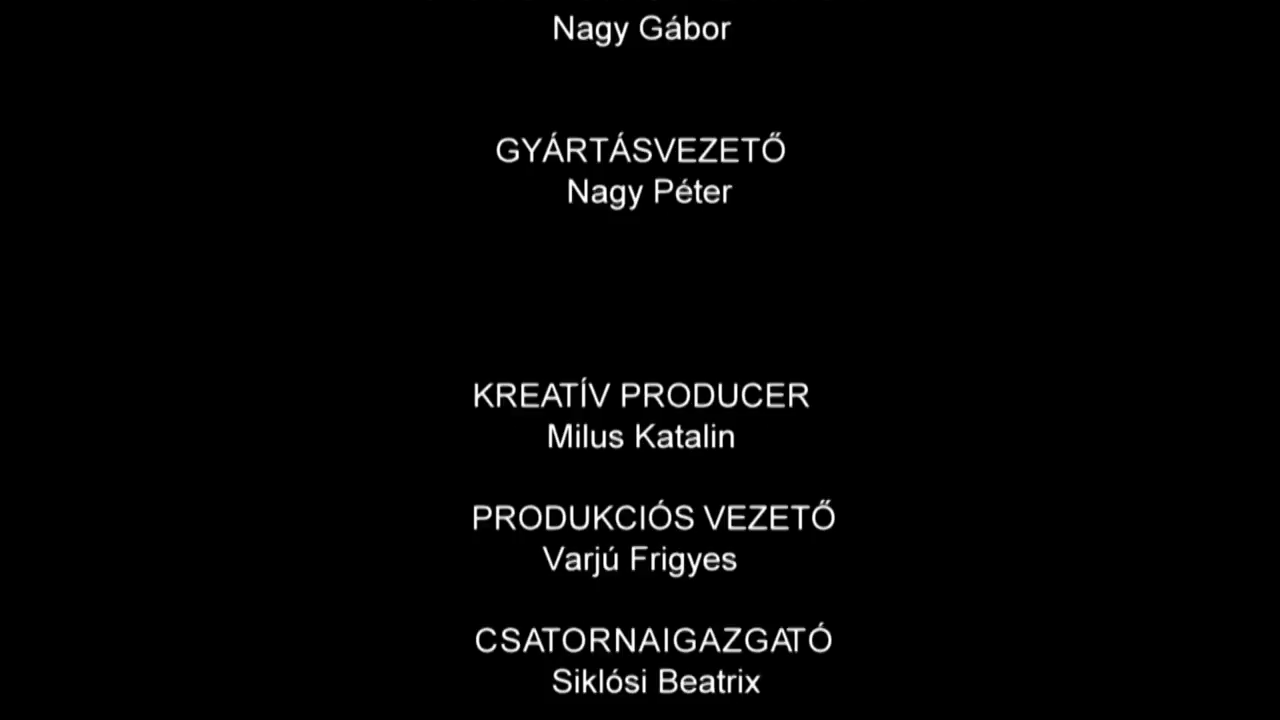 Nagy Gábor
GYÁRTÁSVEZETŐ
Nagy Péter
KREATÍV PRODUCER
Milus Katalin
PRODUKCIÓS VEZETŐ
Varjú Frigyes
CSATORNAIGAZGATÓ
Siklósi Beatrix